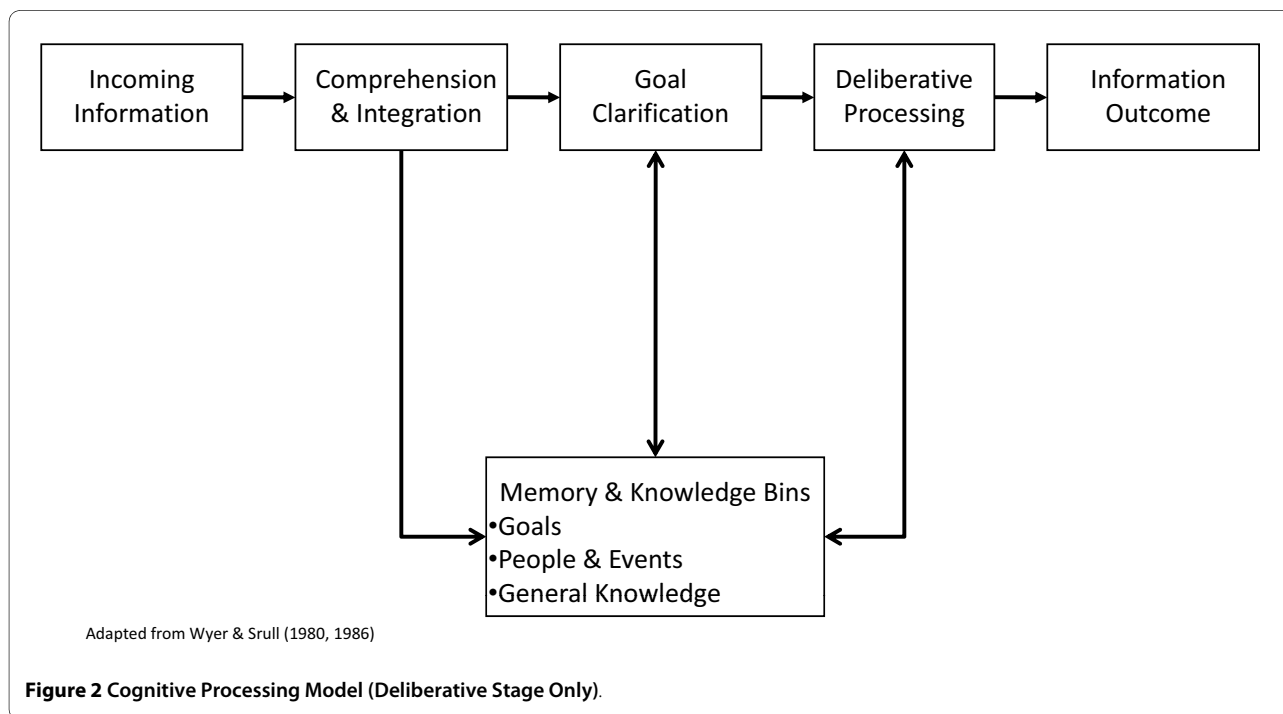 Incoming
Information
Comprehension
& Integration
Goal
Clarification
Deliberative
Processing
Information
Outcome
Memory & Knowledge Bins
•Goals
•People & Events
•General Knowledge
Adapted from Wyer & Srull (1980, 1986)
Figure 2 Cognitive Processing Model (Deliberative Stage Only).